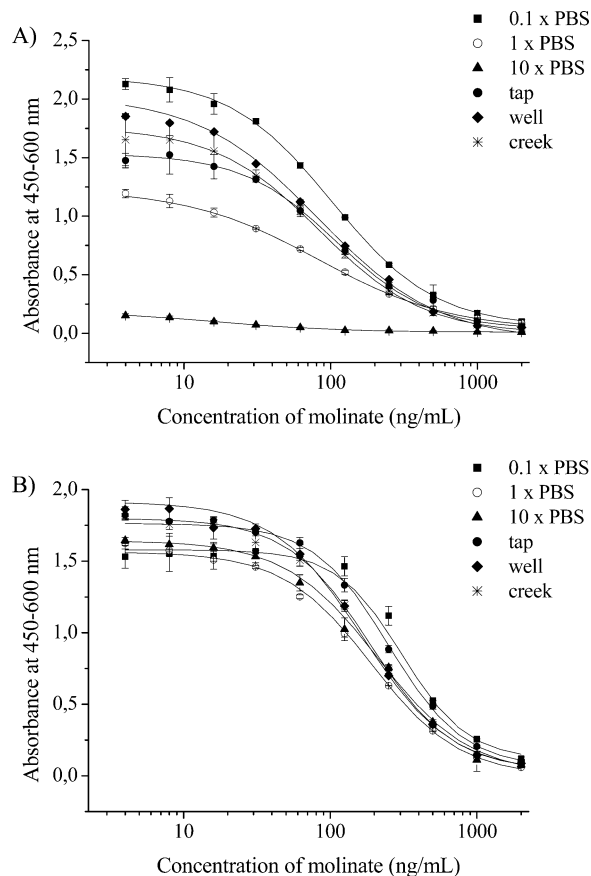 A)
0.1 x PBS
1 x PBS
10 x PBS
tap
well
creek
2,5
2,0
1,5
1,0
0,5
0,0
Absorbance at 450-600 nm
10
100
1000
Concentration of molinate (ng/mL)
B)
0.1 x PBS
1 x PBS
10 x PBS
tap
well
creek
2,0
1,5
1,0
0,5
0,0
Absorbance at 450-600 nm
10
100
1000
Concentration of molinate (ng/mL)